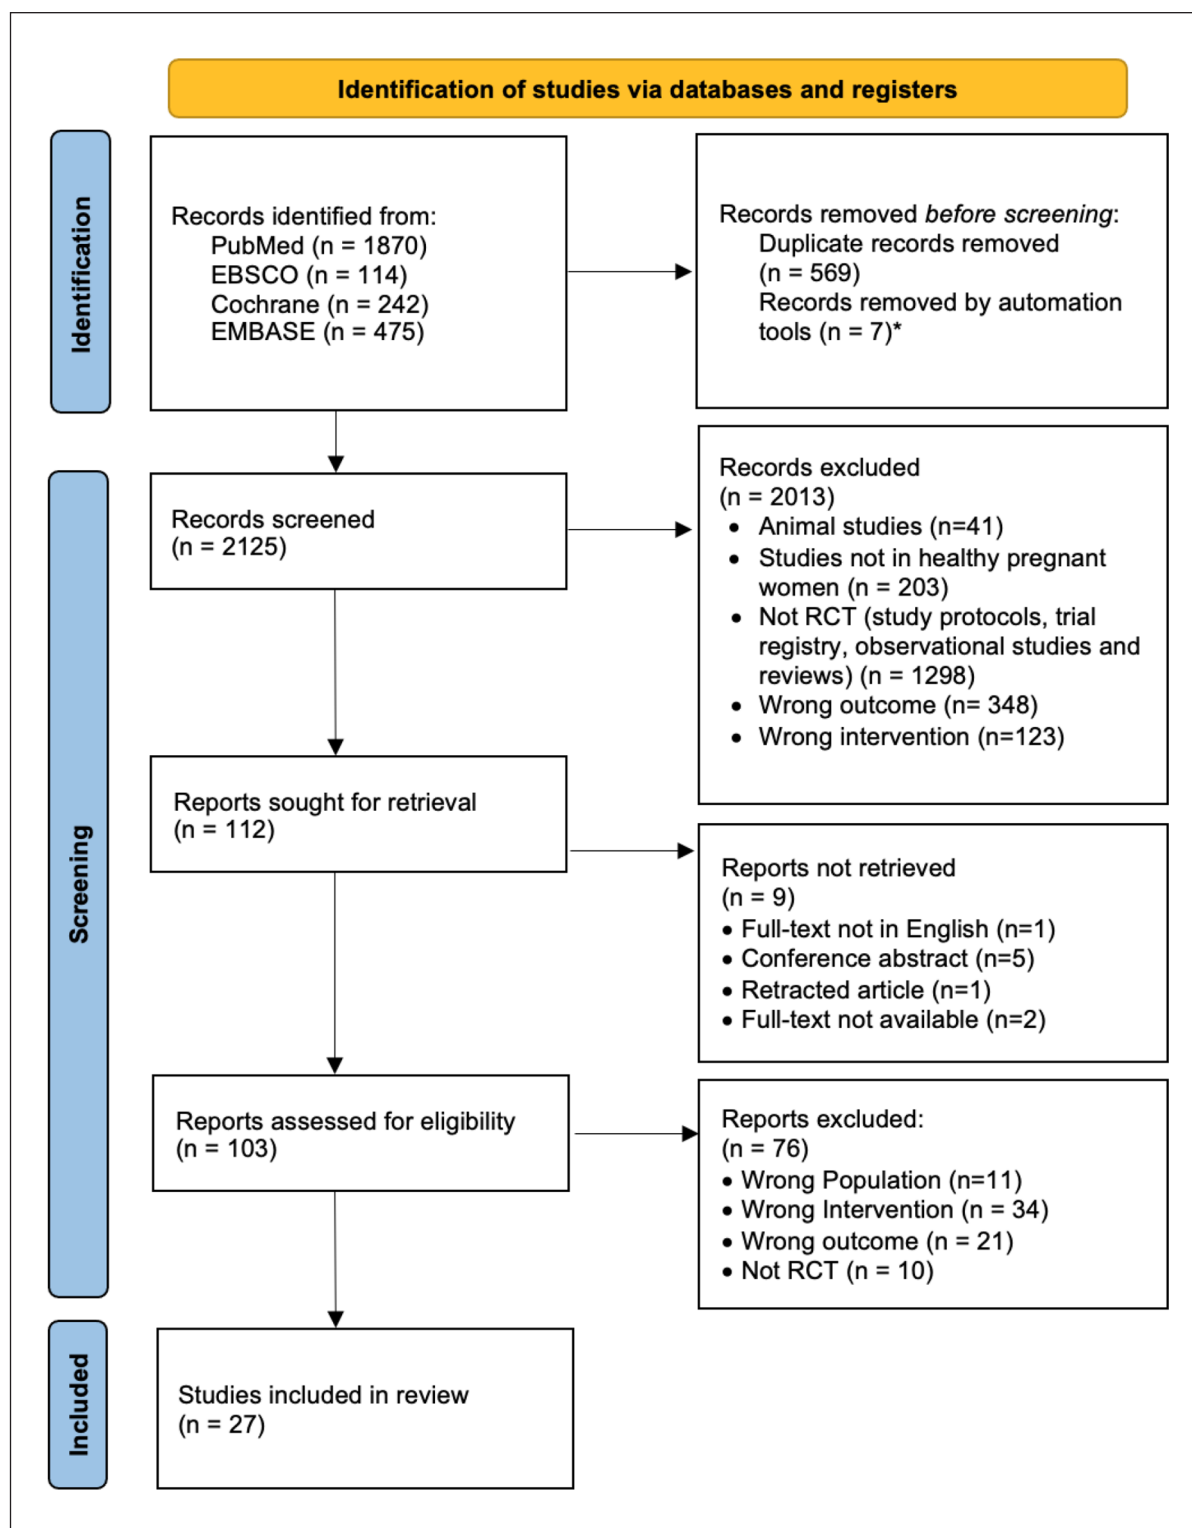 Identification of studies via databases and registers
Identification
Records identified from:
PubMed (n = 1870)
EBSCO (n = 114)
Cochrane (n = 242)
EMBASE (n = 475)
Records removed before screening:
Duplicate records removed
(n = 569)
Records removed by automation
tools (n = 7)*
Screening
Records screened
(n = 2125)
Records excluded
(n = 2013)
• Animal studies (n=41)
• Studies not in healthy pregnant
women (n = 203)
• Not RCT (study protocols, trial
registry, observational studies and
reviews) (n = 1298)
• Wrong outcome (n= 348)
• Wrong intervention (n=123)
Reports sought for retrieval
(n = 112)
Reports not retrieved
(n = 9)
• Full-text not in English (n=1)
• Conference abstract (n=5)
• Retracted article (n=1)
• Full-text not available (n=2)
Reports assessed for eligibility
(n = 103)
Reports excluded:
(n = 76)
• Wrong Population (n=11)
• Wrong Intervention (n = 34)
• Wrong outcome (n = 21)
• Not RCT (n = 10)
Included
Studies included in review
(n = 27)